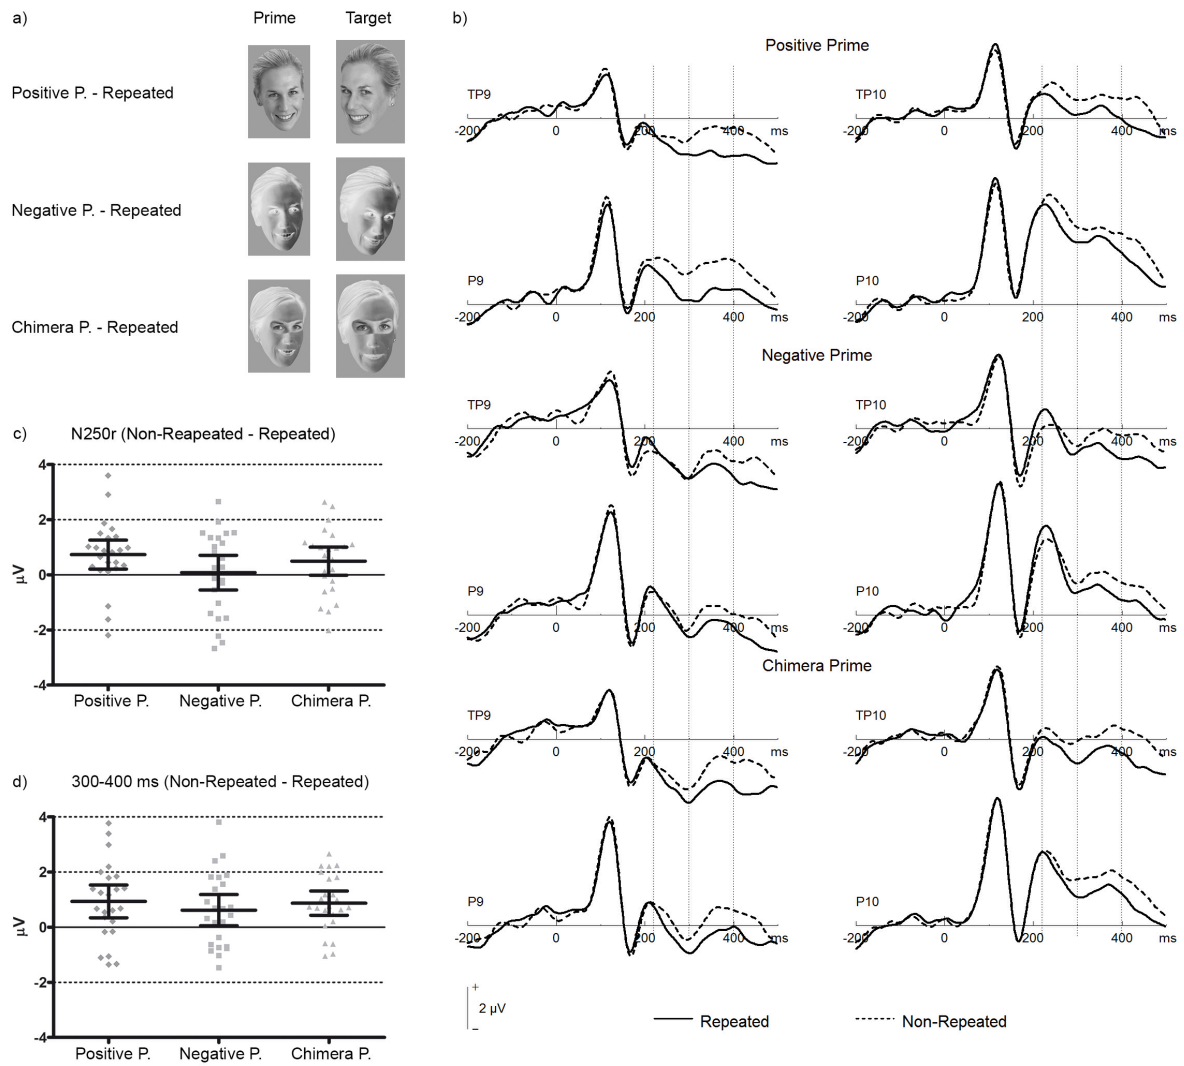 a)
Prime Target
Positive P. - Repeated
Negative P. - Repeated
Chimera P. - Repeated
b)
Positive Prime
TP9
-200 0 200 400 ms
TP10
-200 0 200 400 ms
P9
-200 0 200 400 ms
P10
-200 0 200 400 ms
Negative Prime
TP9
-200 0 200 400 ms
TP10
-200 0 200 400 ms
P9
-200 0 200 400 ms
P10
-200 0 200 400 ms
Chimera Prime
TP9
-200 0 200 400 ms
TP10
-200 0 200 400 ms
P9
-200 0 200 400 ms
P10
-200 0 200 400 ms
+
2 µV
–
Repeated
Non-Repeated
c) N250r (Non-Reapeated - Repeated)
4
2
0
-2
-4
µV
Positive P. Negative P. Chimera P.
d) 300-400 ms (Non-Repeated - Repeated)
4
2
0
-2
-4
µV
Positive P. Negative P. Chimera P.